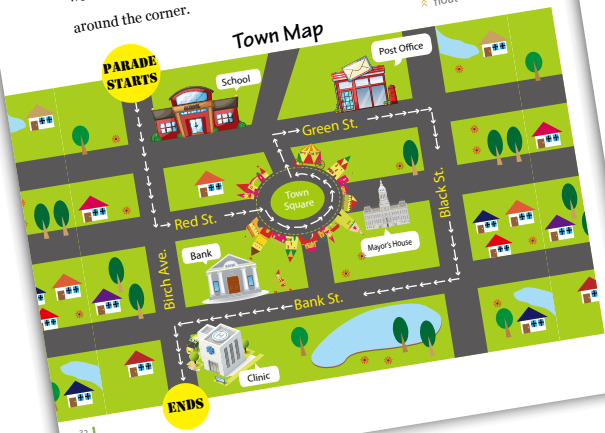 around the corner.
Town Map
PARADE
STARTS
School
Post Office
Green St.
Town
Square
Red St.
Black St.
Mayor's House
Bank
Birch Ave.
Bank St.
Clinic
ENDS